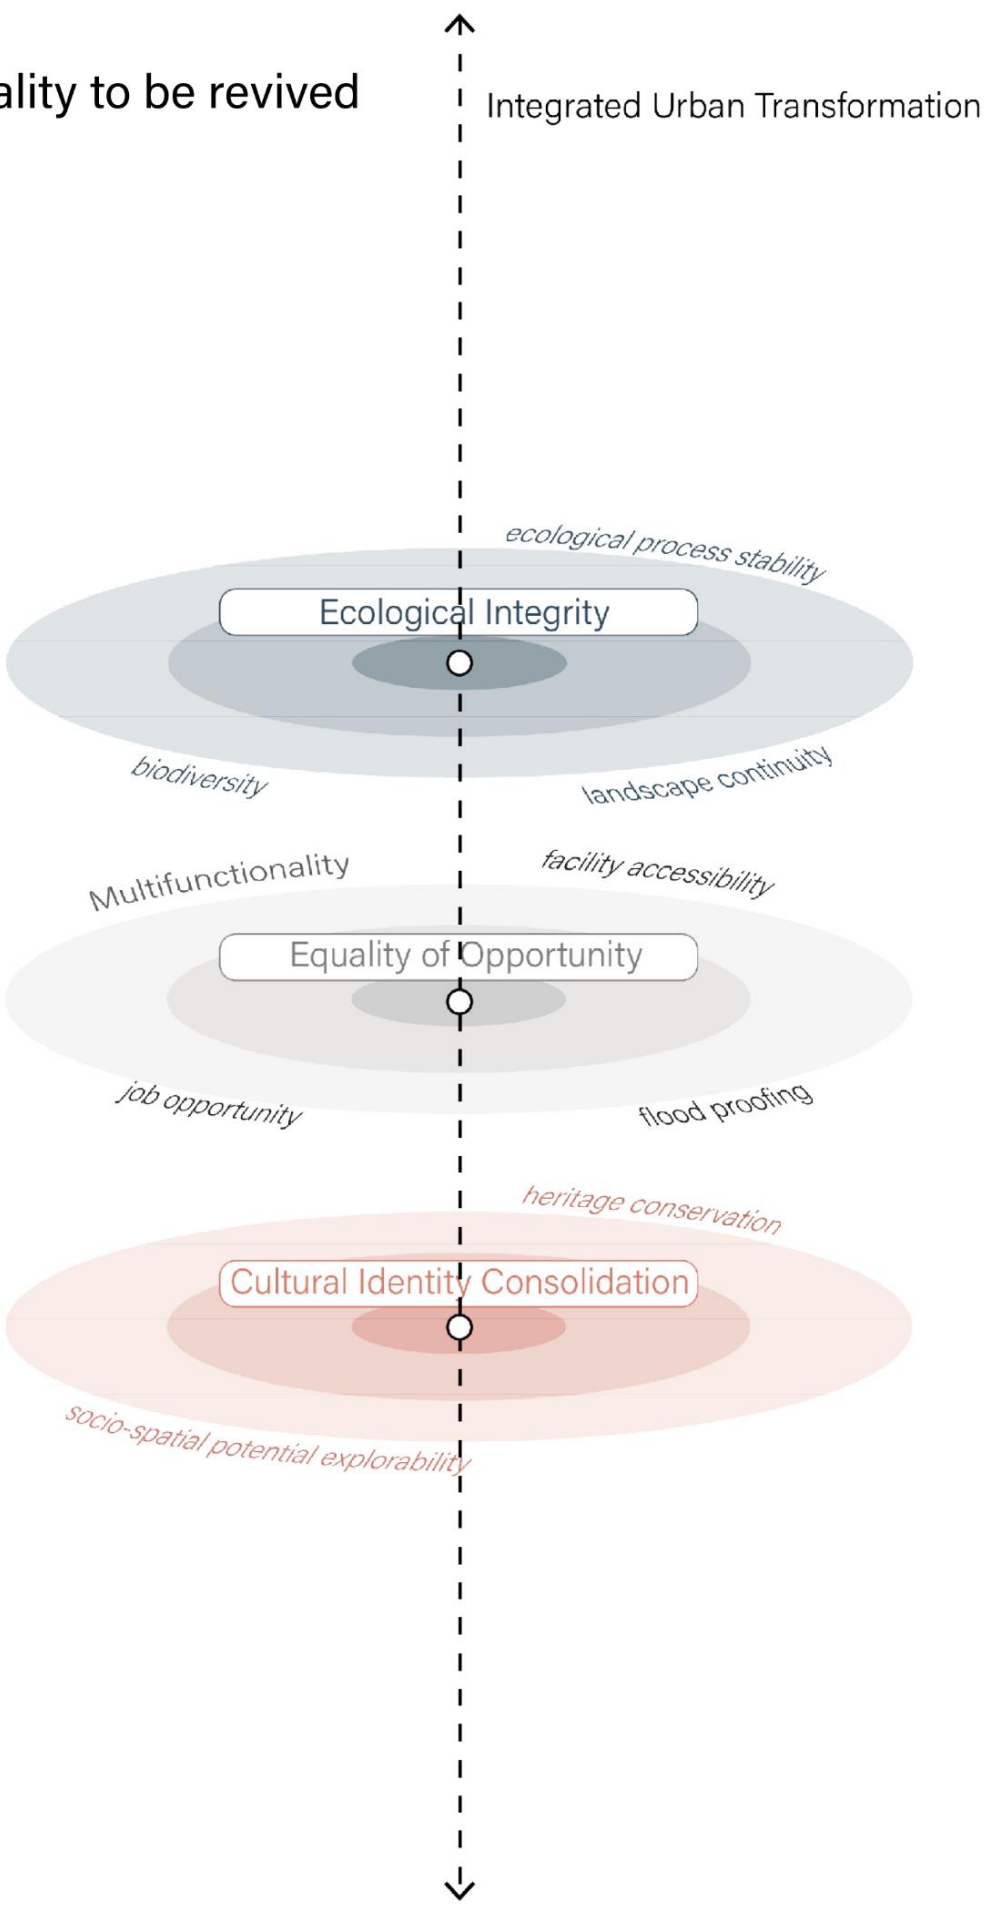 ality to be revived
Integrated Urban Transformation
ecological process stability
Ecological Integrity
biodiversity
landscape continuity
Multifunctionality
facility accessibility
Equality of Opportunity
job opportunity
flood proofing
heritage conservation
Cultural Identity Consolidation
socio-spatial potential explorability